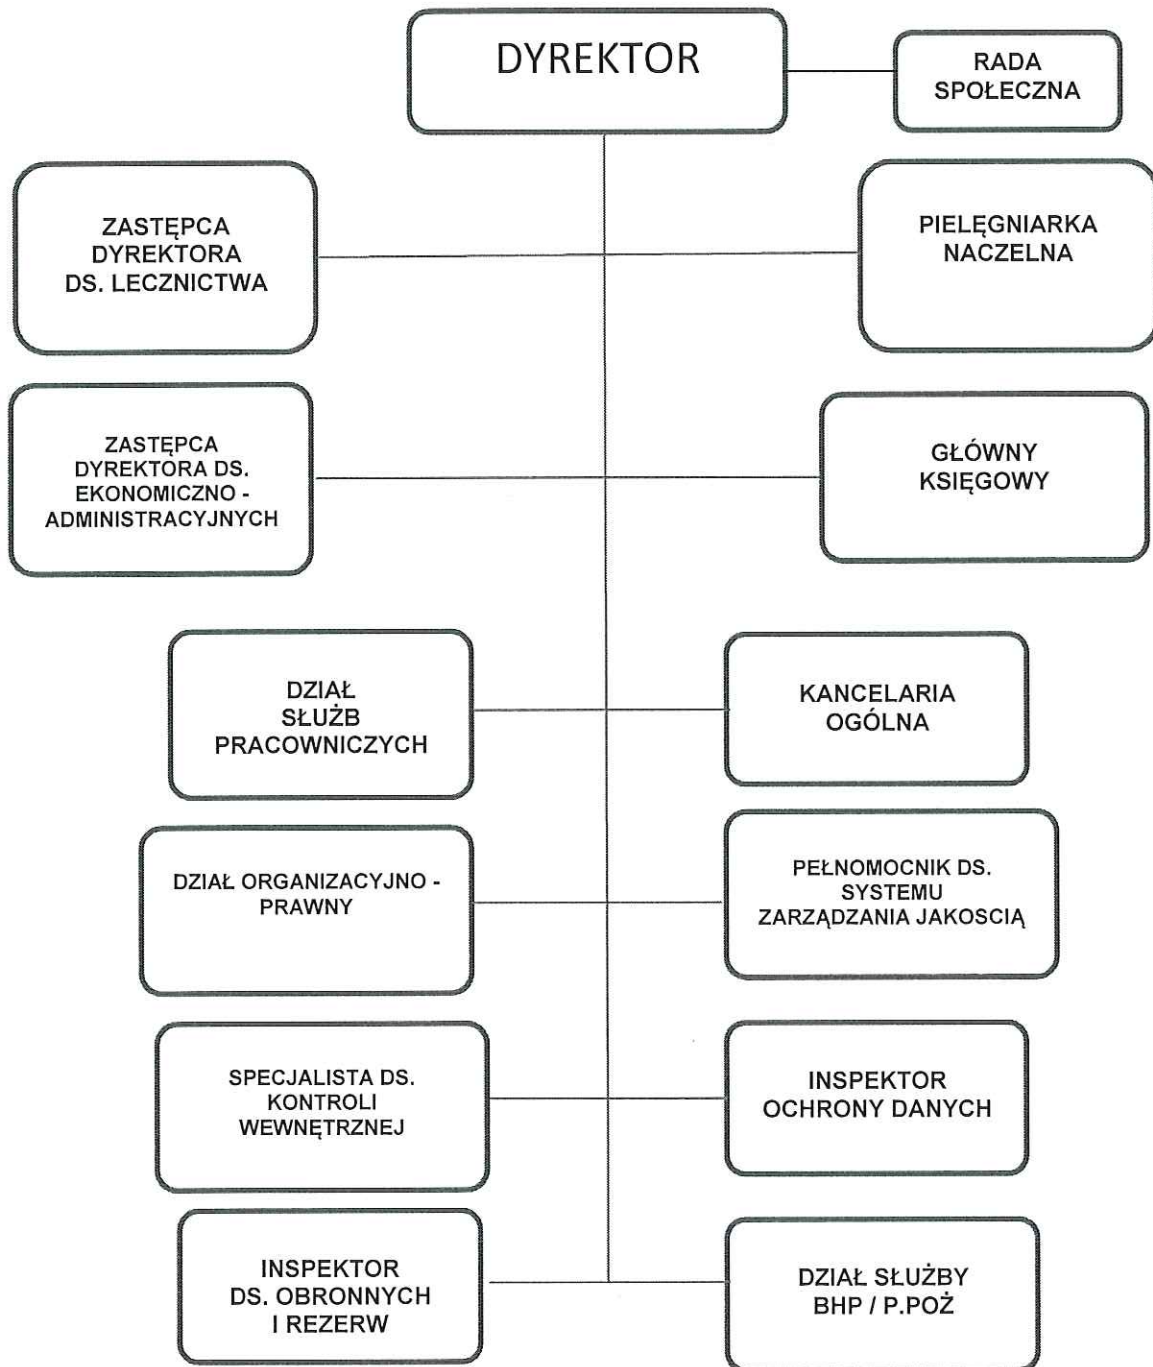 DYREKTOR
RADA
SPOŁECZNA
ZASTĘPCA
DYREKTORA
DS. LECZNICTWA
PIELĘGNIARKA
NACZELNA
ZASTĘPCA
DYREKTORA DS.
EKONOMICZNO -
ADMINISTRACYJNYCH
GŁÓWNY
KSIĘGOWY
DZIAŁ
SŁUŻB
PRACOWNICZYCH
KANCELARIA
OGÓLNA
DZIAŁ ORGANIZACYJNO -
PRAWNY
PEŁNOMOCNIK DS.
SYSTEMU
ZARZĄDZANIA JAKOSCIĄ
SPECJALISTA DS.
KONTROLI
WEWNĘTRZNEJ
INSPEKTOR
OCHRONY DANYCH
INSPEKTOR
DS. OBRONNYCH
I REZERW
DZIAŁ SŁUŻBY
BHP / P.POŻ